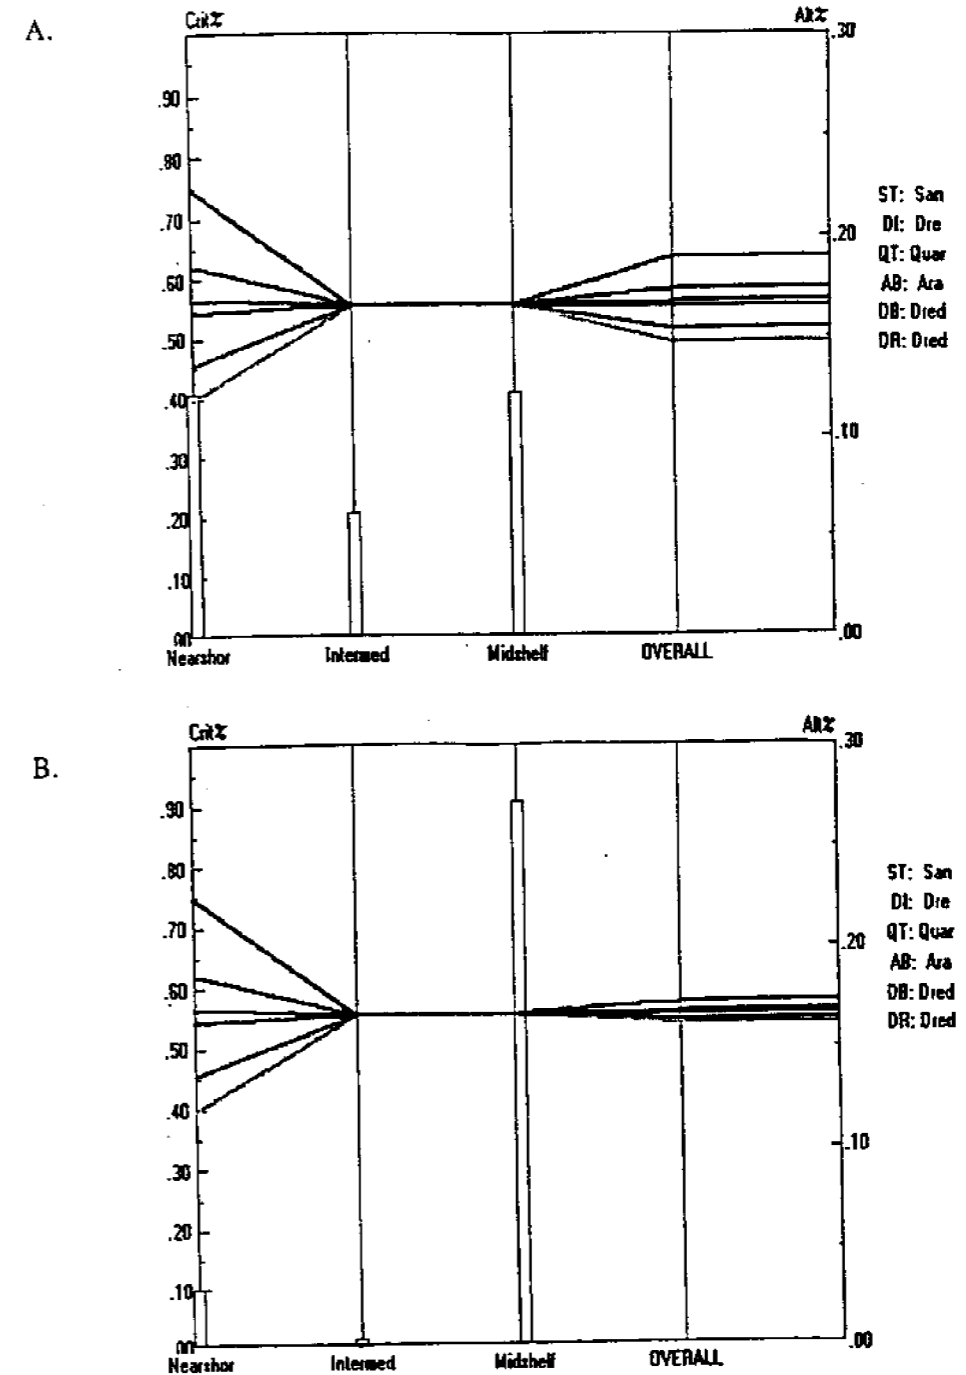 A.
Crit%
Alt%
.30
.90
.80
ST: San
.70
DI: Dre
.20
QT: Quar
.60
AB: Ara
DB: Dred
.50
DR: Dred
.40
.10
.30
.20
.10
.00
.00
Nearshor
Intermed
Midshelf
OVERALL
B.
Crit%
Alt%
.30
.90
.80
ST: San
DI: Dre
.70
QT: Quar
.20
AB: Ara
.60
DB: Dred
DR: Dred
.50
.40
.10
.30
.20
.10
.00
.00
Nearshor
Intermed
Midshelf
OVERALL